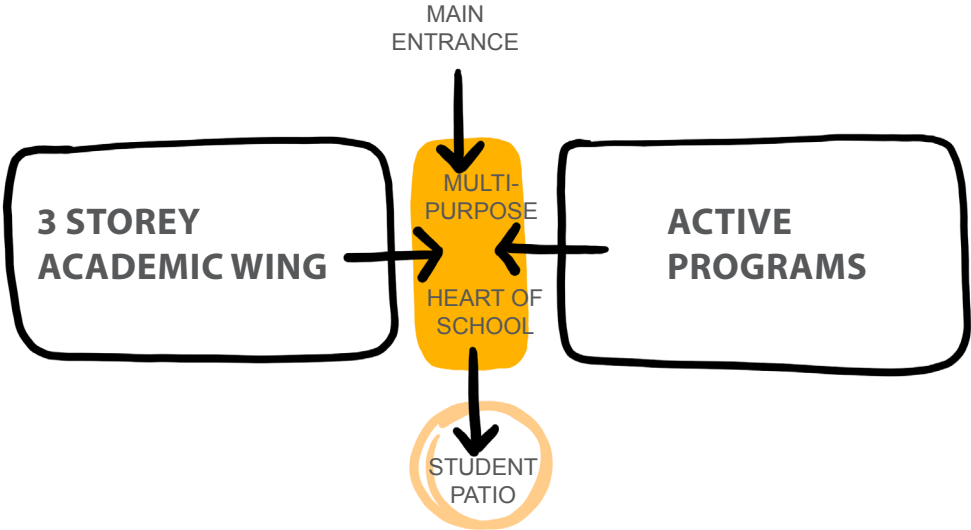 MAIN
ENTRANCE
MULTI-
PURPOSE
3 STOREY
ACADEMIC WING
ACTIVE
PROGRAMS
HEART OF
SCHOOL
STUDENT
PATIO